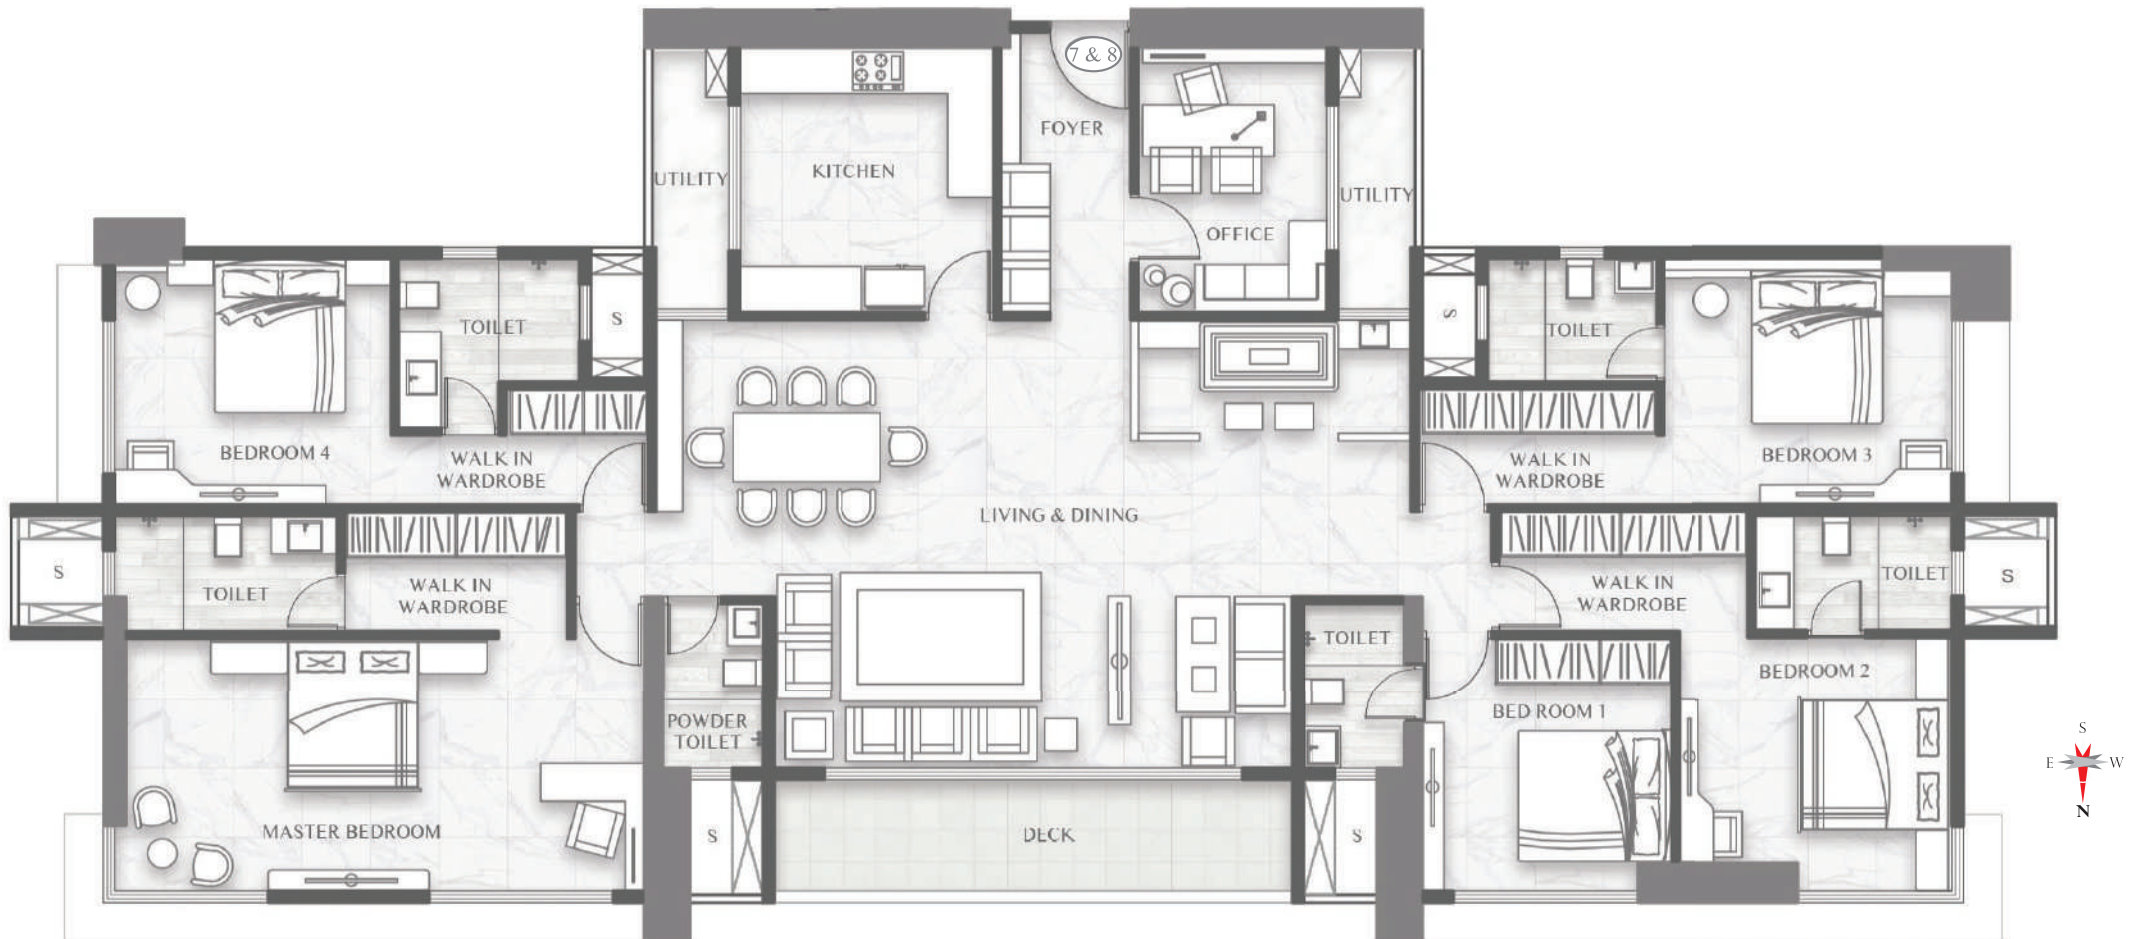 7 & 8
FOYER
KITCHEN
UTILITY
UTILITY
OFFICE
S
TOILET
S
TOILET
BEDROOM 4
WALK IN
WARDROBE
WALK IN
WARDROBE
BEDROOM 3
LIVING & DINING
S
TOILET
WALK IN
WARDROBE
WALK IN
WARDROBE
TOILET
S
TOILET
BEDROOM 2
POWDER
TOILET
BED ROOM 1
MASTER BEDROOM
S
DECK
S
S
E
W
N